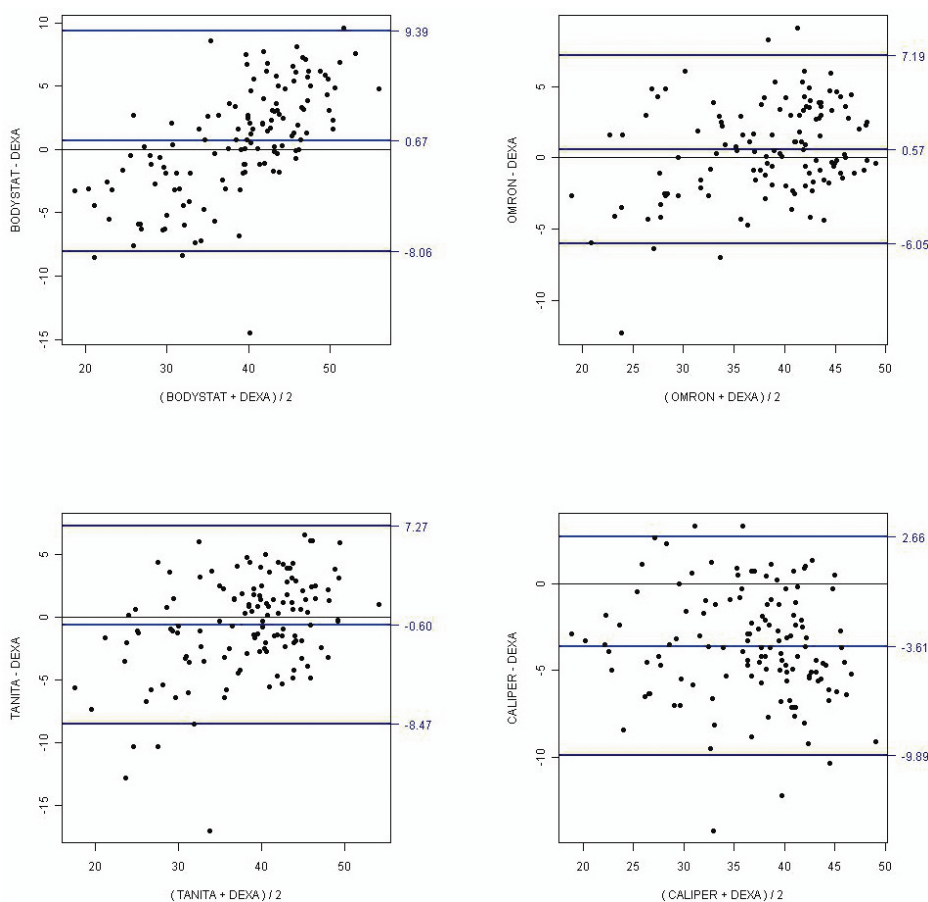 BODYSTAT - DEXA
10
5
0
-5
-10
-15
9.39
0.67
-8.06
20 30 40 50
( BODYSTAT + DEXA ) / 2
OMRON - DEXA
5
0
-5
-10
7.19
0.57
-6.05
20 25 30 35 40 45 50
( OMRON + DEXA ) / 2
TANITA - DEXA
5
0
-5
-10
-15
7.27
-0.60
-8.47
20 30 40 50
( TANITA + DEXA ) / 2
CALIPER - DEXA
0
-5
-10
2.66
-3.61
-9.89
20 25 30 35 40 45 50
( CALIPER + DEXA ) / 2